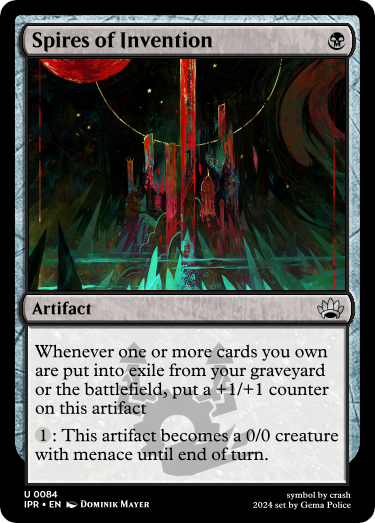 Spires of Invention
Artifact
Whenever one or more cards you own
are put into exile from your graveyard
or the battlefield, put a +1/+1 counter
on this artifact
1 : This artifact becomes a 0/0 creature
with menace until end of turn.
U 0084
IPR • EN Dominik Mayer
symbol by crash
2024 set by Gema Police